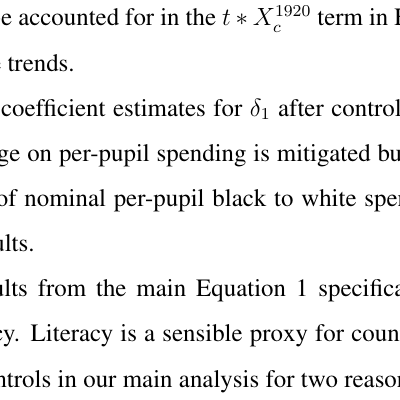 e accounted for in the t ∗ X_c^1920 term in
trends.
coefficient estimates for δ1 after control
ge on per-pupil spending is mitigated bu
of nominal per-pupil black to white spe
ults.
ults from the main Equation 1 specifica
cy. Literacy is a sensible proxy for coun
ntrols in our main analysis for two reaso